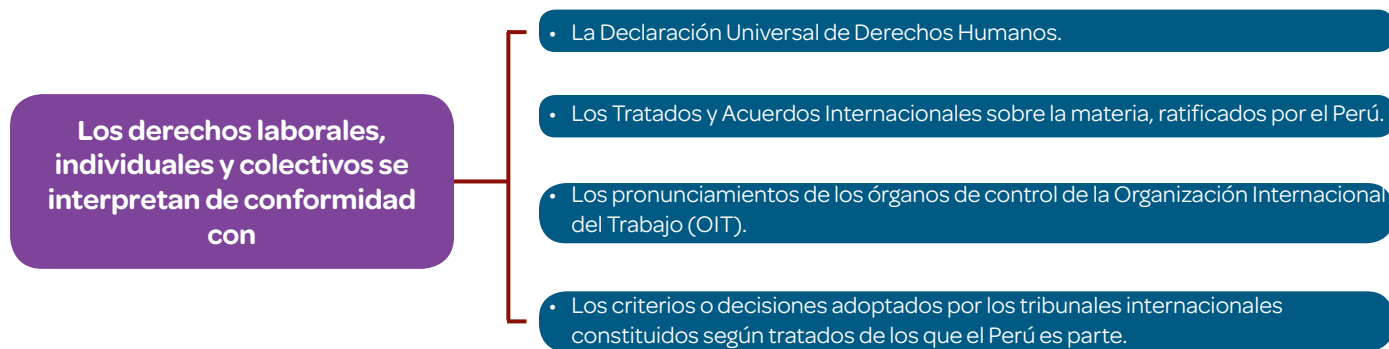 Los derechos laborales,
individuales y colectivos se
interpretan de conformidad
con
• La Declaración Universal de Derechos Humanos.
• Los Tratados y Acuerdos Internacionales sobre la materia, ratificados por el Perú.
• Los pronunciamientos de los órganos de control de la Organización Internacional
del Trabajo (OIT).
• Los criterios o decisiones adoptados por los tribunales internacionales
constituidos según tratados de los que el Perú es parte.